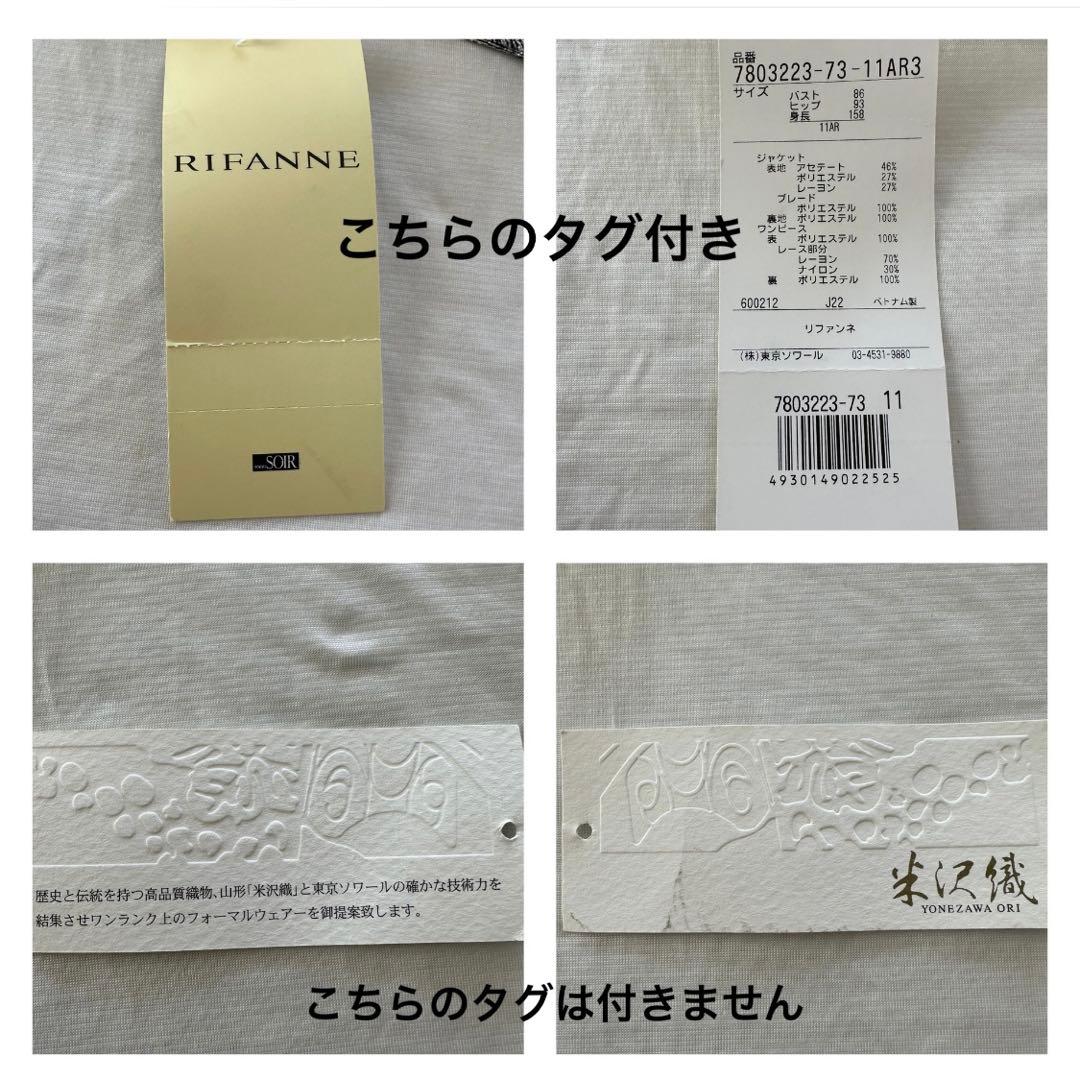 RIFANNE
SOIR
品番
7803223-73-11AR3
サイズ バスト 86
ヒップ 93
身長 158
11AR
ジャケット
表地 アセテート 46%
ポリエステル 27%
レーヨン 27%
ブレード
ポリエステル 100%
裏地 ポリエステル 100%
ワンピース
表 ポリエステル 100%
レース部分
レーヨン 70%
ナイロン 30%
裏 ポリエステル 100%
600212 J22 ベトナム製
リファンネ
(株)東京ソワール 03-4531-9880
7803223-73 11
4930149022525
こちらのタグ付き
歴史と伝統を持つ高品質織物、山形「米沢織」と東京ソワールの確かな技術力を
結集させワンランク上のフォーマルウェアーを御提案致します。
米沢織
YONEZAWA ORI
こちらのタグは付きません